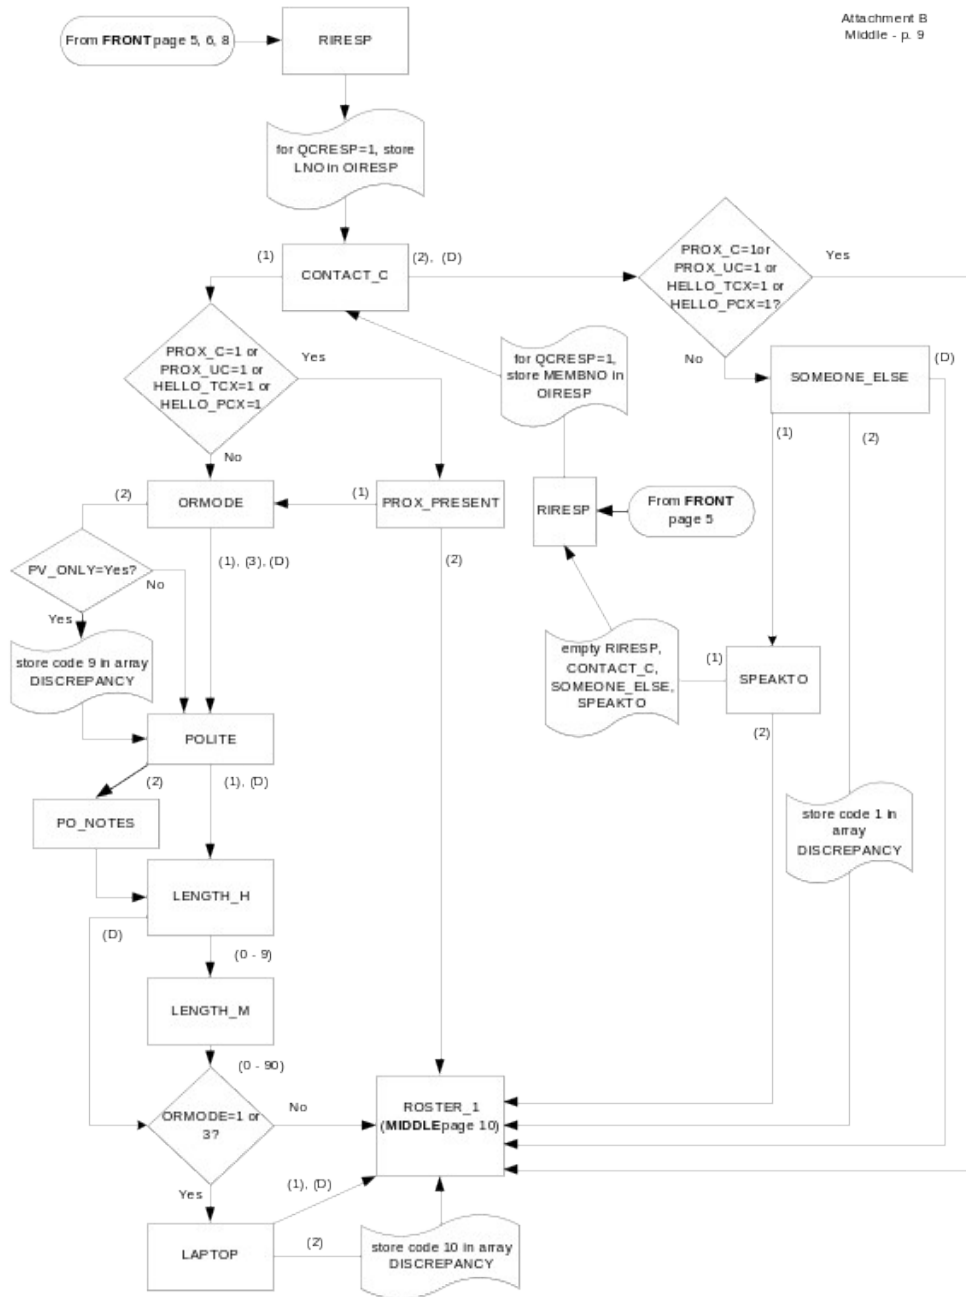 Attachment B
Middle - p. 9
From FRONT page 5, 6, 8
RIRESP
for QCRESP=1, store
LNO in OIRESP
(1)
CONTACT_C
(2), (D)
PROX_C=1or
PROX_UC=1 or
HELLO_TCX=1 or
HELLO_PCX=1?
Yes
No
PROX_C=1 or
PROX_UC=1 or
HELLO_TCX=1 or
HELLO_PCX=1
Yes
No
for QCRESP=1,
store MEMBNO in
OIRESP
SOMEONE_ELSE
(D)
(1)
(2)
(2)
ORMODE
(1)
PROX_PRESENT
RIRESP
From FRONT
page 5
(1), (3), (D)
(2)
PV_ONLY=Yes?
No
Yes
store code 9 in array
DISCREPANCY
empty RIRESP,
CONTACT_C,
SOMEONE_ELSE,
SPEAKTO
(1)
SPEAKTO
(2)
POLITE
(2)
(1), (D)
PO_NOTES
store code 1 in
array
DISCREPANCY
LENGTH_H
(D)
(0 - 9)
LENGTH_M
(0 - 90)
ORMODE=1 or
3?
No
ROSTER_1
(MIDDLE page 10)
Yes
(1), (D)
LAPTOP
(2)
store code 10 in array
DISCREPANCY